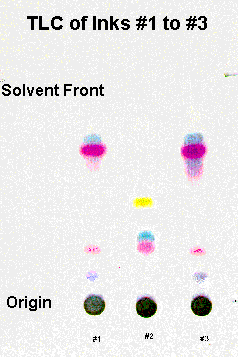 TLC of Inks #1 to #3
Solvent Front
Origin
#1 #2 #3